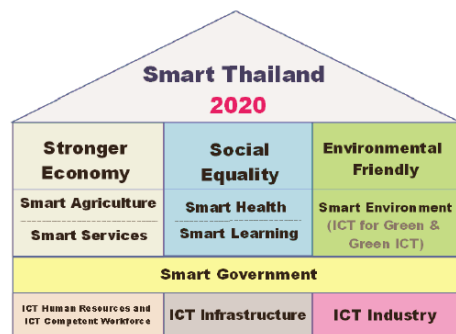 Smart Thailand
2020
Stronger
Economy
Smart Agriculture
Smart Services
Social
Equality
Smart Health
Smart Learning
Environmental
Friendly
Smart Environment
(ICT for Green &
Green ICT)
Smart Government
ICT Human Resources and
ICT Competent Workforce
ICT Infrastructure
ICT Industry